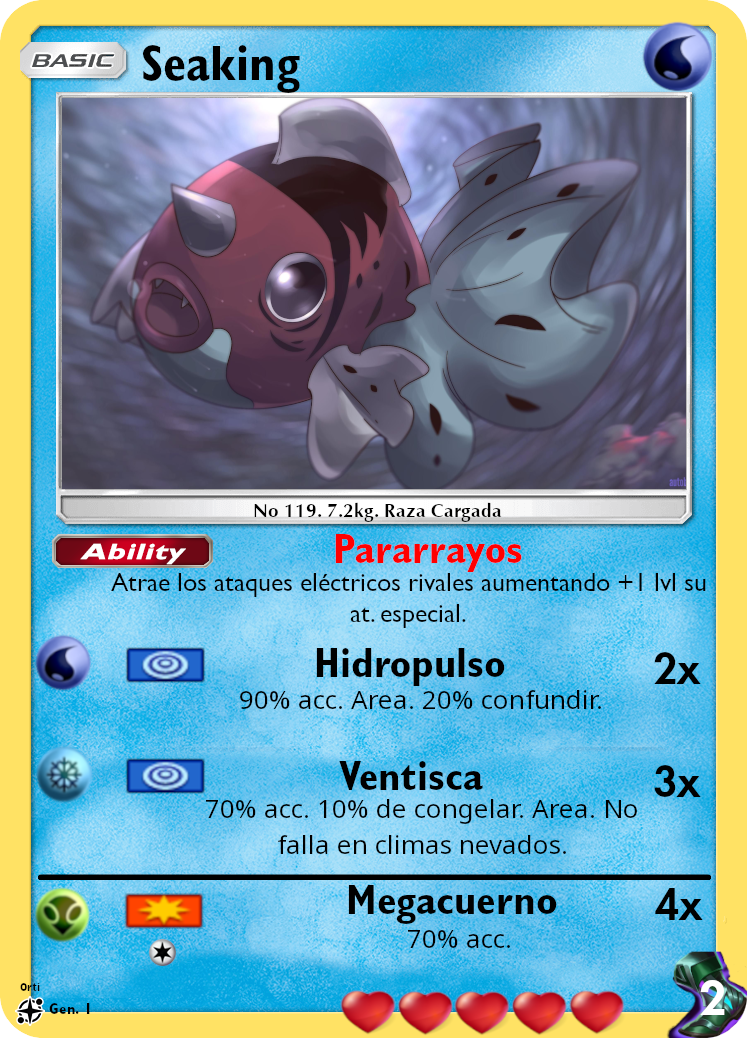 BASIC
Seaking
No 119. 7.2kg. Raza Cargada
Ability
Pararrayos
Atrae los ataques eléctricos rivales aumentando +1 lvl su
at. especial.
Hidropulso
2x
90% acc. Area. 20% confundir.
Ventisca
3x
70% acc. 10% de congelar. Area. No
falla en climas nevados.
Megacuerno
4x
70% acc.
Orti
Gen. 1
2